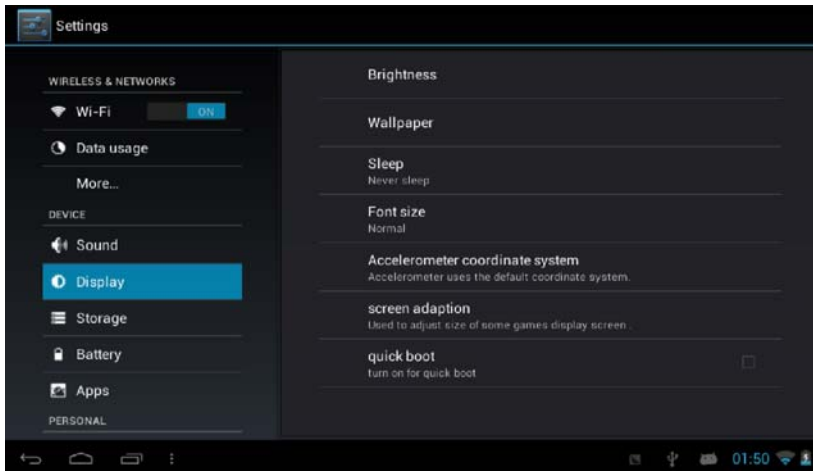 Settings
WIRELESS & NETWORKS
Wi-Fi ON
Data usage
More...
DEVICE
Sound
Display
Storage
Battery
Apps
PERSONAL
Brightness
Wallpaper
Sleep
Never sleep
Font size
Normal
Accelerometer coordinate system
Accelerometer uses the default coordinate system.
screen adaption
Used to adjust size of some games display screen .
quick boot
turn on for quick boot
01:50